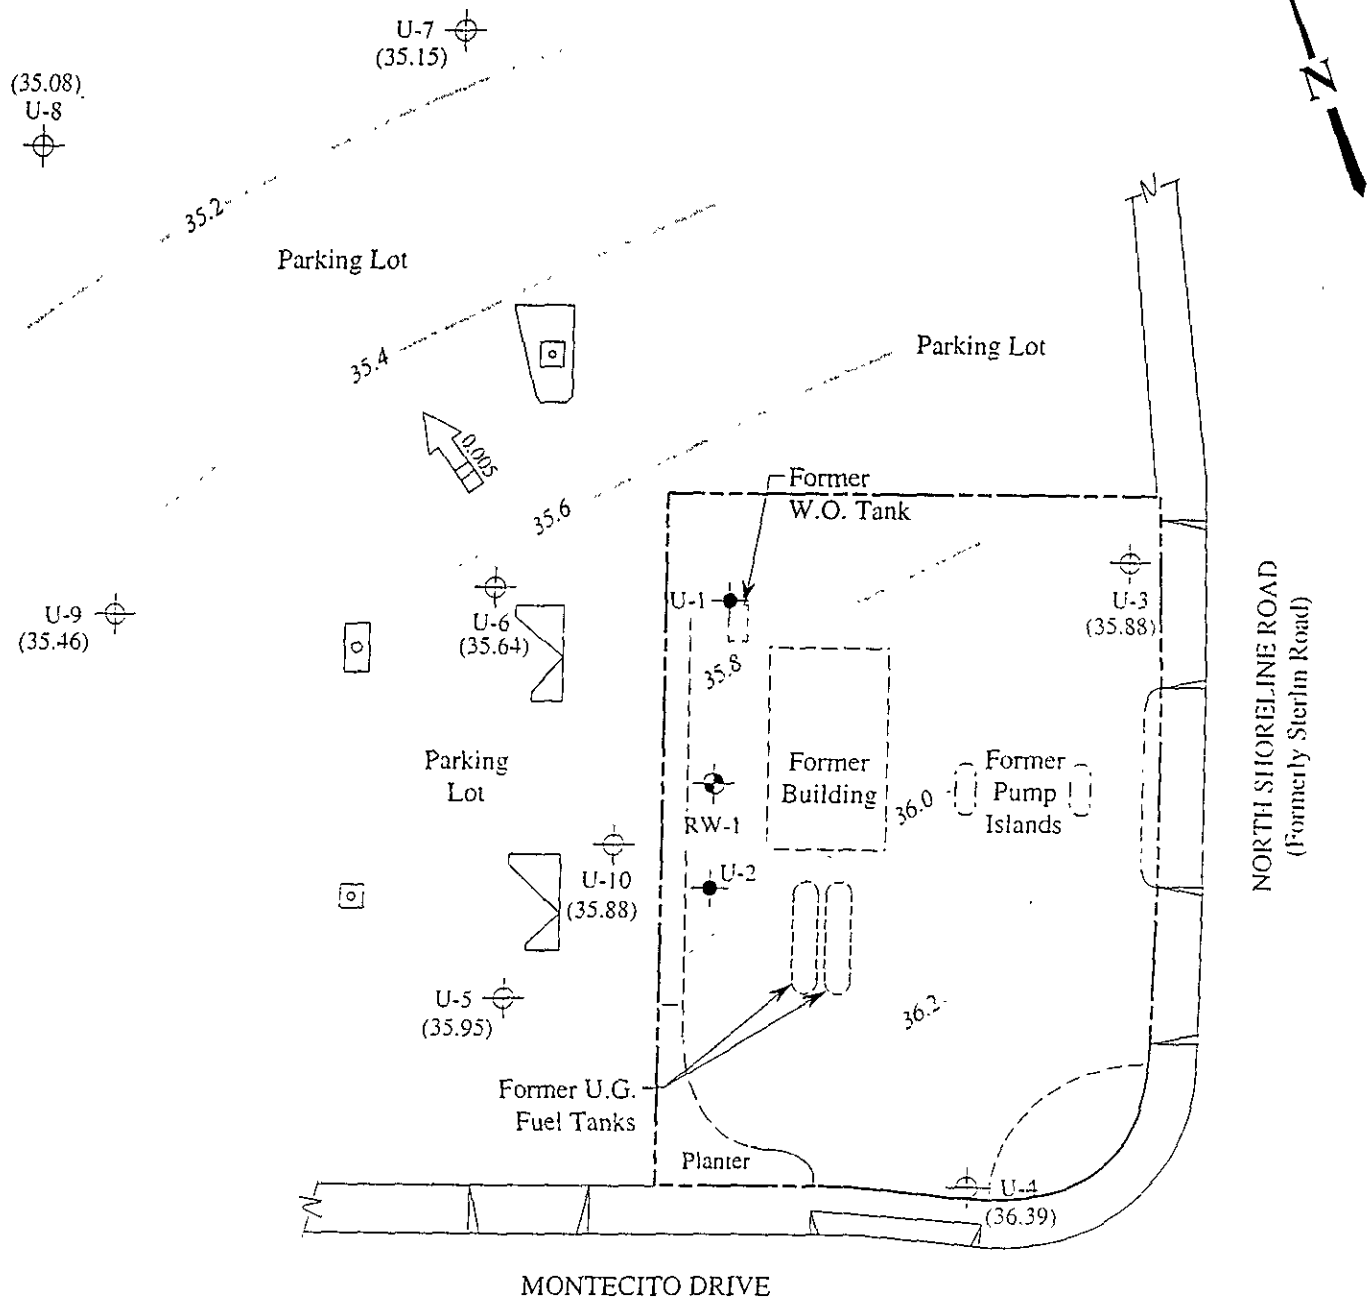 U-7
(35.15)
(35.08)
U-8
N
N
35.2
Parking Lot
35.4
Parking Lot
0.005
Former
W.O. Tank
35.6
U-9
(35.46)
U-6
(35.64)
U-1
U-3
(35.88)
35.8
NORTH SHORELINE ROAD
(Formerly Sterlin Road)
Parking
Lot
Former
Building
Former
Pump
Islands
36.0
RW-1
U-10
(35.88)
U-2
U-5
(35.95)
36.2
Former U.G.
Fuel Tanks
Planter
U-4
(36.39)
N
MONTECITO DRIVE